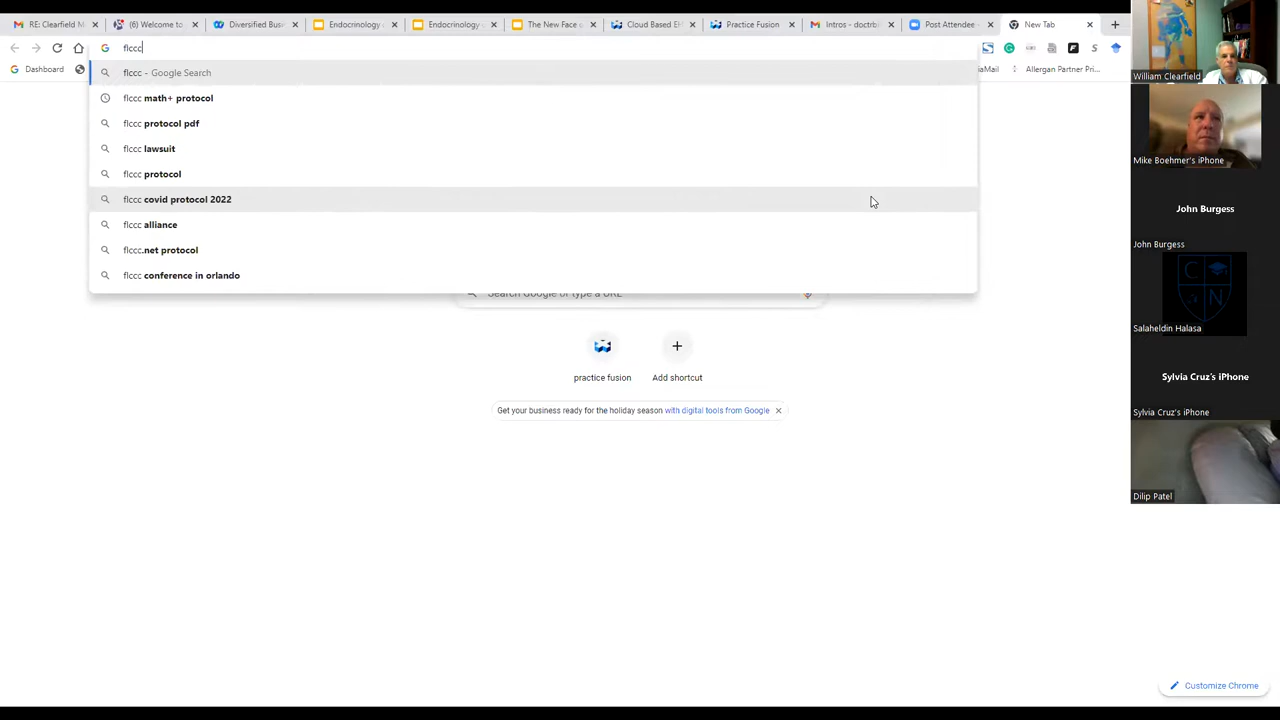 RE: Clearfield M
(6) Welcome to
Diversified Busi
Endocrinology
Endocrinology
The New Face o
Cloud Based EH
Practice Fusion
Intros - doctrb
Post Attendee
New Tab
flccc
Dashboard
iaMail
Allergan Partner Pri...
flccc - Google Search
flccc math+ protocol
flccc protocol pdf
flccc lawsuit
flccc protocol
flccc covid protocol 2022
flccc alliance
flccc.net protocol
flccc conference in orlando
Search Google or type a URL
practice fusion
Add shortcut
Get your business ready for the holiday season with digital tools from Google
Customize Chrome
William Clearfield
Mike Boehmer's iPhone
John Burgess
John Burgess
C N
Salaheldin Halasa
Sylvia Cruz's iPhone
Sylvia Cruz's iPhone
Dilip Patel